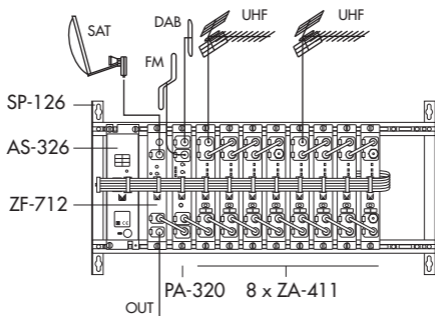 DAB
UHF
UHF
SAT
FM
SP-126
AS-326
ZF-712
PA-320
8 x ZA-411
OUT